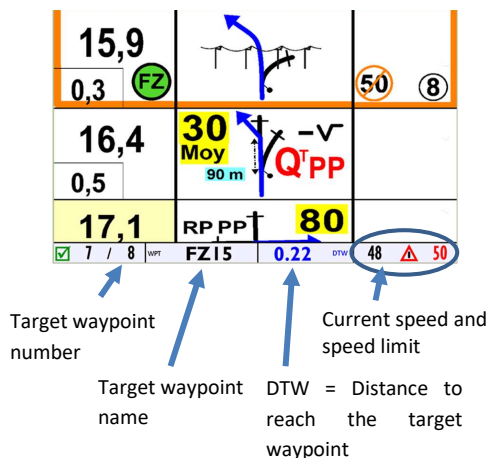 15,9
0,3 FZ 50 8
16,4 30 -√‾
Moy QTPP
90 m
0,5
17,1 RP PP 80
7 / 8 WPT FZ15 0.22 DTW 48 50
Target waypoint
number
Current speed and
speed limit
Target waypoint
name
DTW = Distance to
reach the target
waypoint